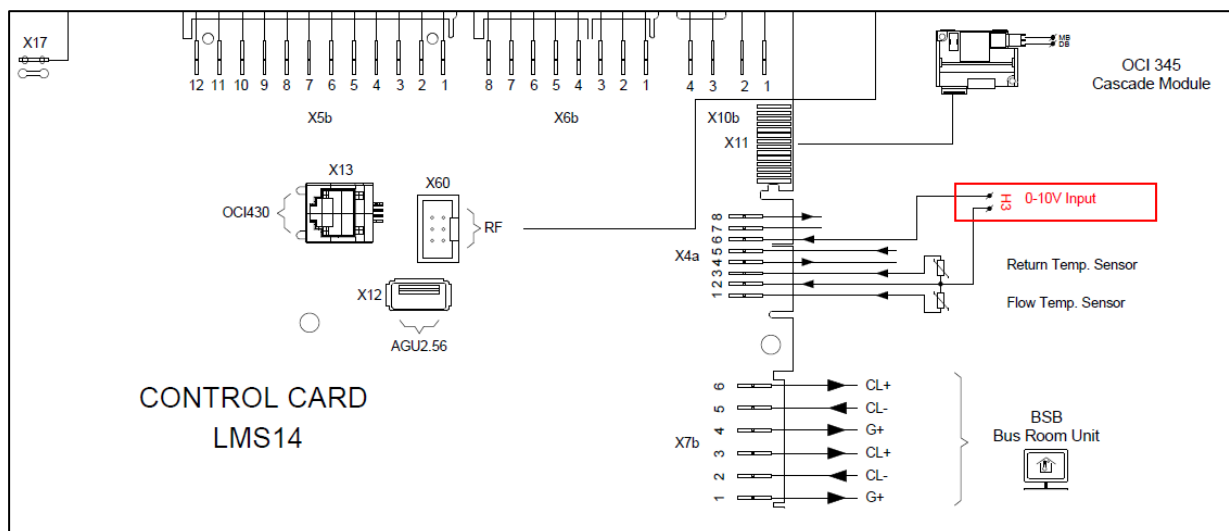 X17
12 11 10 9 8 7 6 5 4 3 2 1
X5b
8 7 6 5 4 3 2 1
X6b
4 3 2 1
X10b
X11
MB
DB
OCI 345
Cascade Module
X13
OCI430
X60
RF
X12
AGU2.56
H3
0-10V Input
8
7
6
5
4
3
2
1
X4a
Return Temp. Sensor
Flow Temp. Sensor
CONTROL CARD
LMS14
X7b
6 CL+
5 CL-
4 G+
3 CL+
2 CL-
1 G+
BSB
Bus Room Unit